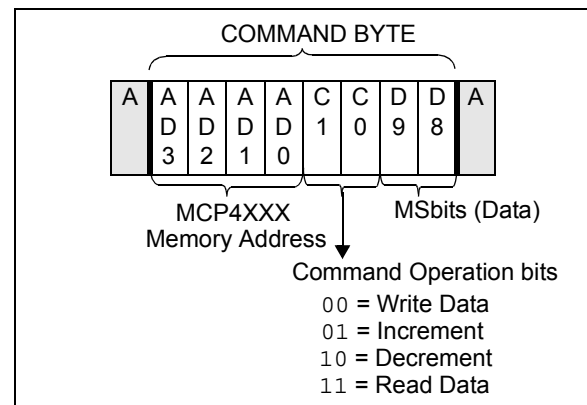 COMMAND BYTE
A A A A A C C D D A
D D D D 1 0 9 8
3 2 1 0
MCP4XXX
Memory Address
MSbits (Data)
Command Operation bits
00 = Write Data
01 = Increment
10 = Decrement
11 = Read Data